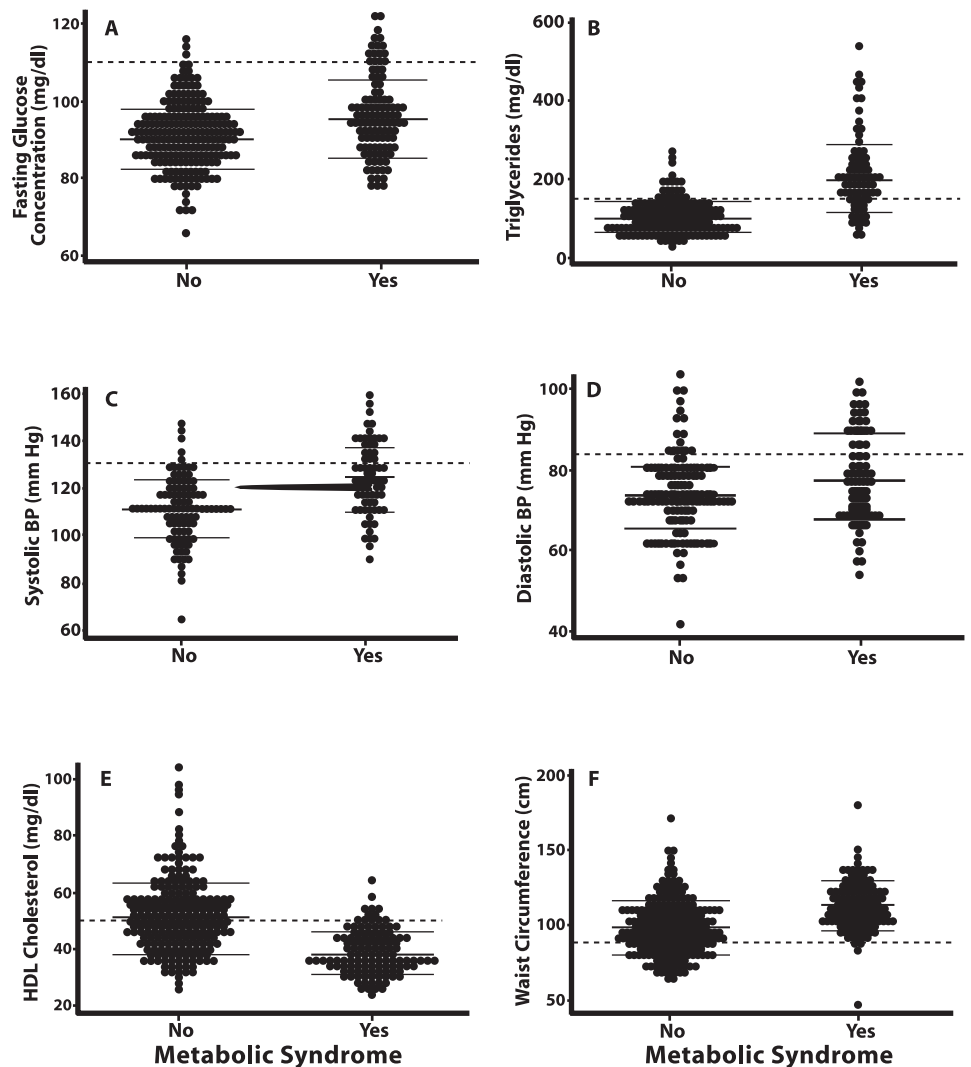 A
Fasting Glucose
Concentration (mg/dl)
120
100
80
60
No
Yes
B
Triglycerides (mg/dl)
600
400
200
0
No
Yes
C
Systolic BP (mm Hg)
160
140
120
100
80
60
No
Yes
D
Diastolic BP (mm Hg)
100
80
60
40
No
Yes
E
HDL Cholesterol (mg/dl)
100
80
60
40
20
No
Yes
Metabolic Syndrome
F
Waist Circumference (cm)
200
150
100
50
No
Yes
Metabolic Syndrome